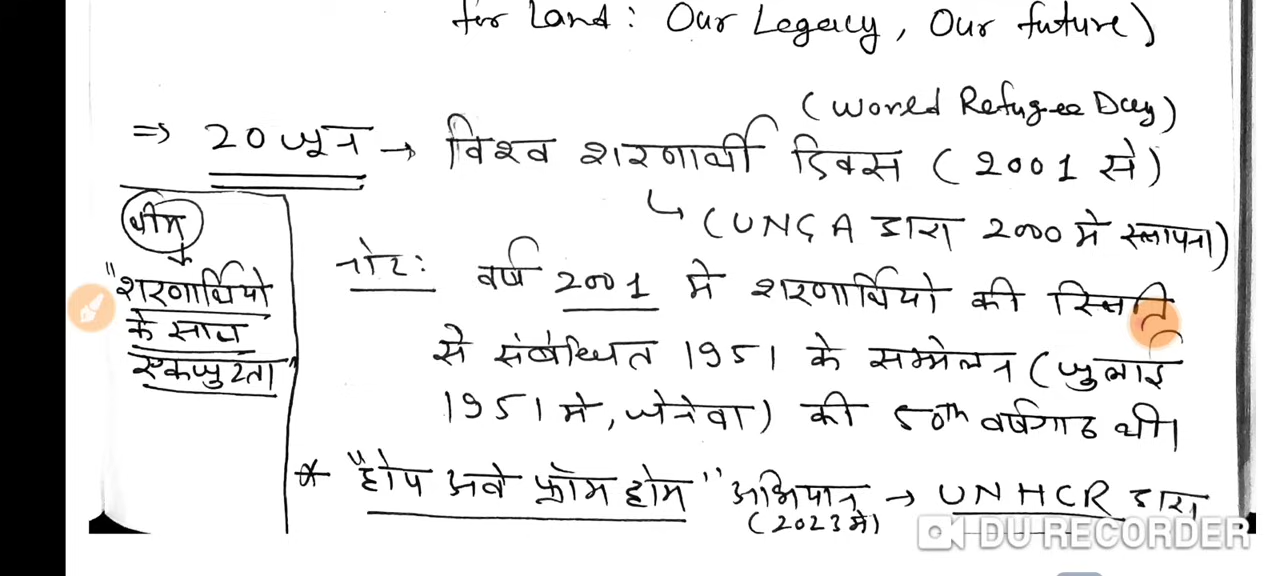 for Land: Our Legacy, Our future)
(World Refugee Day)
=> 20 जून → विश्व शरणार्थी दिवस (2001 से)
↳ (UNGA द्वारा 2000 मे स्थापना)
थीम
"शरणार्थियो
के साथ
एकजुटता"
नोट: वर्ष 2001 मे शरणार्थियो की स्थिति
से संबंधित 1951 के सम्मेलन (जुलाई
1951 मे, जेनेवा) की 50th वर्षगाठ थी।
* "होप अवे फ्रॉम होम" अभियान → UNHCR द्वारा
(2023 मे)
DU RECORDER